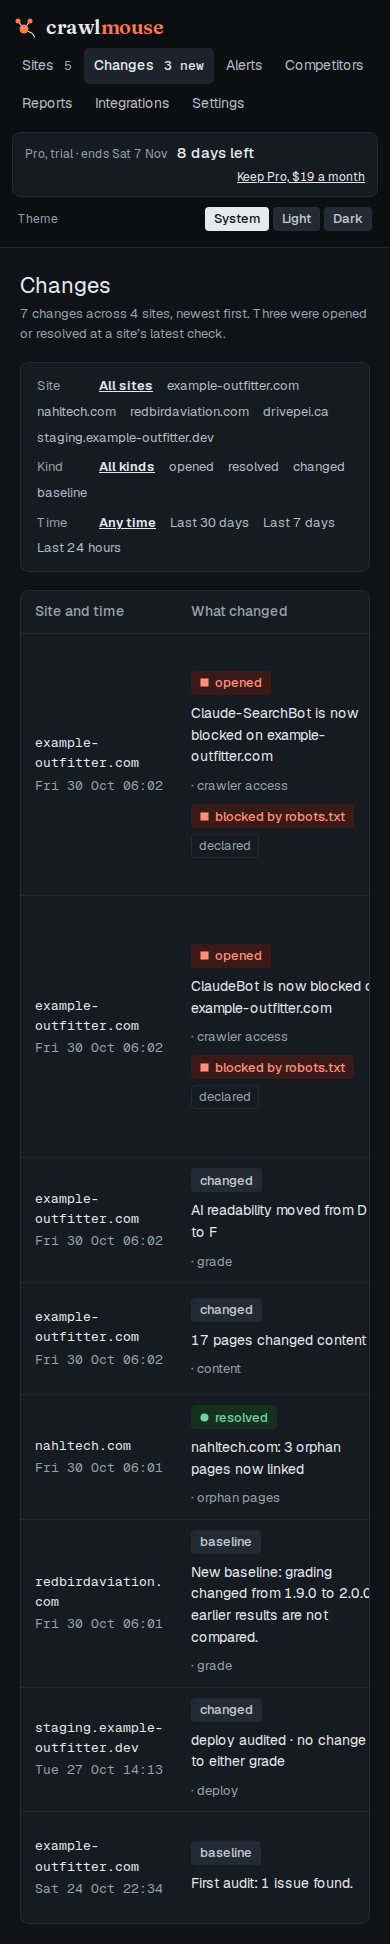 crawlmouse
Sites 5 Changes 3 new Alerts Competitors
Reports Integrations Settings
Pro, trial · ends Sat 7 Nov 8 days left
Keep Pro, $19 a month
Theme System Light Dark
Changes
7 changes across 4 sites, newest first. Three were opened
or resolved at a site's latest check.
Site All sites example-outfitter.com
nahltech.com redbirdaviation.com drivepei.ca
staging.example-outfitter.dev
Kind All kinds opened resolved changed
baseline
Time Any time Last 30 days Last 7 days
Last 24 hours
Site and time What changed
opened
Claude-SearchBot is now
blocked on example-
outfitter.com
· crawler access
blocked by robots.txt
declared
example-
outfitter.com
Fri 30 Oct 06:02
opened
ClaudeBot is now blocked
example-outfitter.com
· crawler access
blocked by robots.txt
declared
example-
outfitter.com
Fri 30 Oct 06:02
changed
AI readability moved from D
to F
· grade
example-
outfitter.com
Fri 30 Oct 06:02
changed
17 pages changed content
· content
example-
outfitter.com
Fri 30 Oct 06:02
resolved
nahltech.com: 3 orphan
pages now linked
· orphan pages
nahltech.com
Fri 30 Oct 06:01
baseline
New baseline: grading
changed from 1.9.0 to 2.0.0
earlier results are not
compared.
· grade
redbirdaviation.
com
Fri 30 Oct 06:01
changed
deploy audited · no change
to either grade
· deploy
staging.example-
outfitter.dev
Tue 27 Oct 14:13
baseline
First audit: 1 issue found.
example-
outfitter.com
Sat 24 Oct 22:34